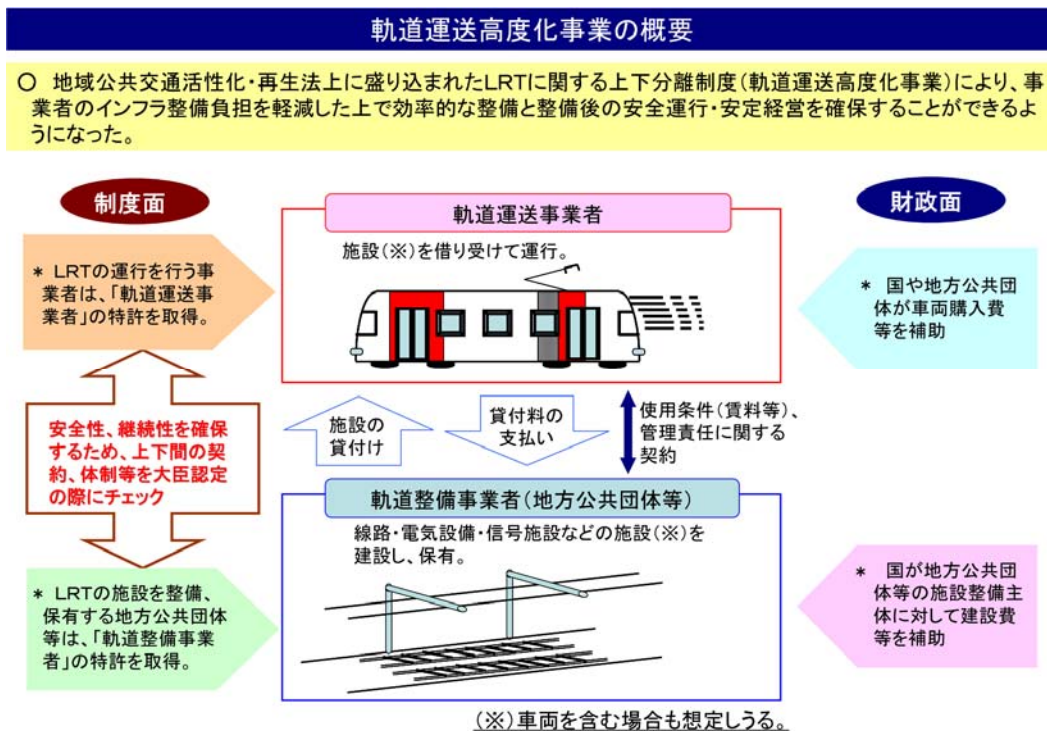 軌道運送高度化事業の概要
○ 地域公共交通活性化・再生法上に盛り込まれたLRTに関する上下分離制度(軌道運送高度化事業)により、事
業者のインフラ整備負担を軽減した上で効率的な整備と整備後の安全運行・安定経営を確保することができるよ
うになった。
制度面
財政面
軌道運送事業者
施設(※)を借り受けて運行。
* LRTの運行を行う事
業者は、「軌道運送事
業者」の特許を取得。
* 国や地方公共団
体が車両購入費
等を補助
安全性、継続性を確保
するため、上下間の契
約、体制等を大臣認定
の際にチェック
施設の
貸付け
貸付料の
支払い
使用条件(賃料等)、
管理責任に関する
契約
軌道整備事業者(地方公共団体等)
線路・電気設備・信号施設などの施設(※)を
建設し、保有。
* LRTの施設を整備、
保有する地方公共団体
等は、「軌道整備事業
者」の特許を取得。
* 国が地方公共団
体等の施設整備主
体に対して建設費
等を補助
(※)車両を含む場合も想定しうる。